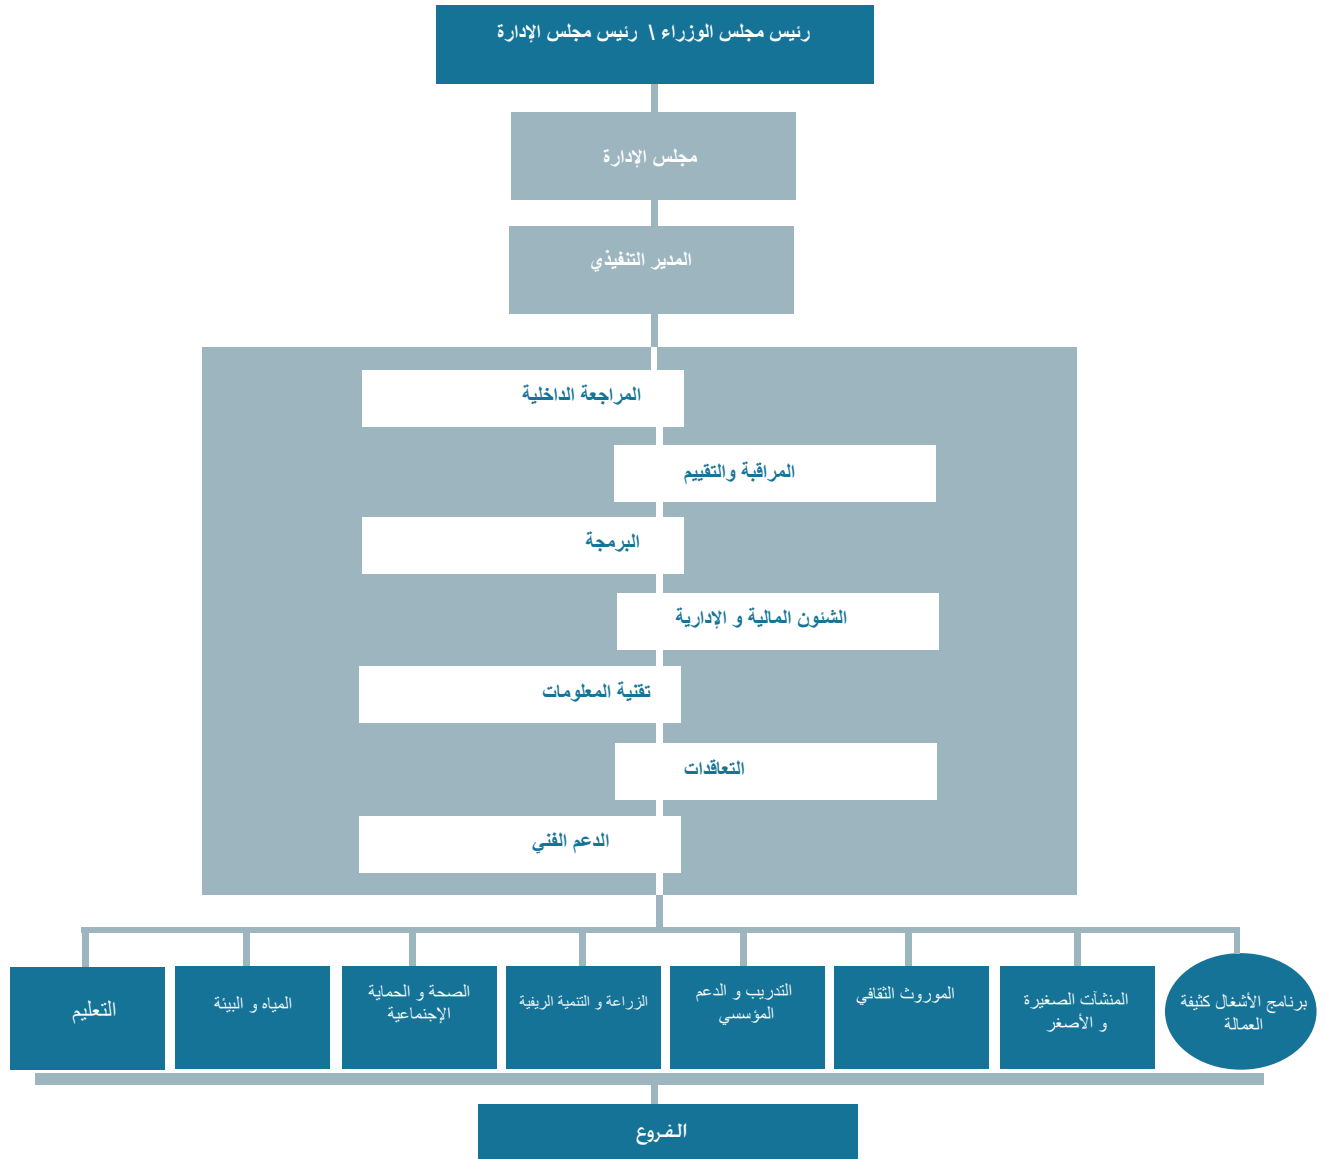 رئيس مجلس الوزراء \ رئيس مجلس الإدارة
مجلس الإدارة
المدير التنفيذي
المراجعة الداخلية
المراقبة والتقييم
البرمجة
الشئون المالية و الإدارية
تقنية المعلومات
التعاقدات
الدعم الفني
برنامج الأشغال كثيفة
العمالة
المنشآت الصغيرة
و الأصغر
الموروث الثقافي
التدريب و الدعم
المؤسسي
الزراعة و التنمية الريفية
الصحة و الحماية
الإجتماعية
المياه و البيئة
التعليم
الـفـروع